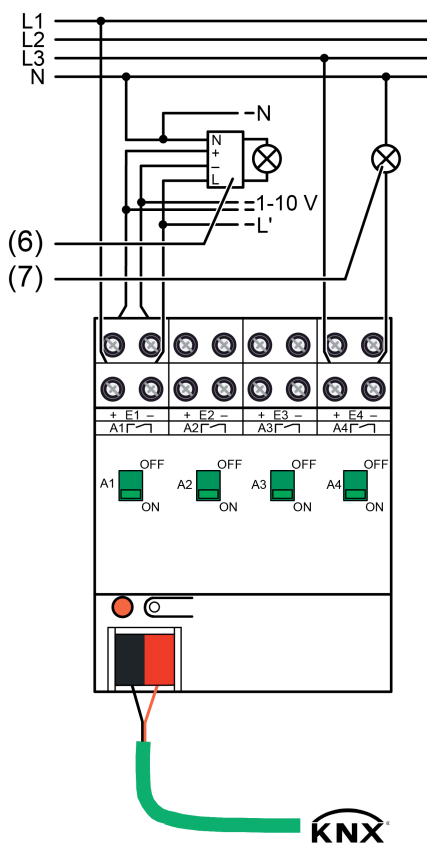 L1
L2
L3
N
N
N
+
–
L
1-10 V
L'
(6)
(7)
+ E1 – + E2 – + E3 – + E4 –
A1 A2 A3 A4
OFF OFF OFF OFF
A1 A2 A3 A4
ON ON ON ON
KNX